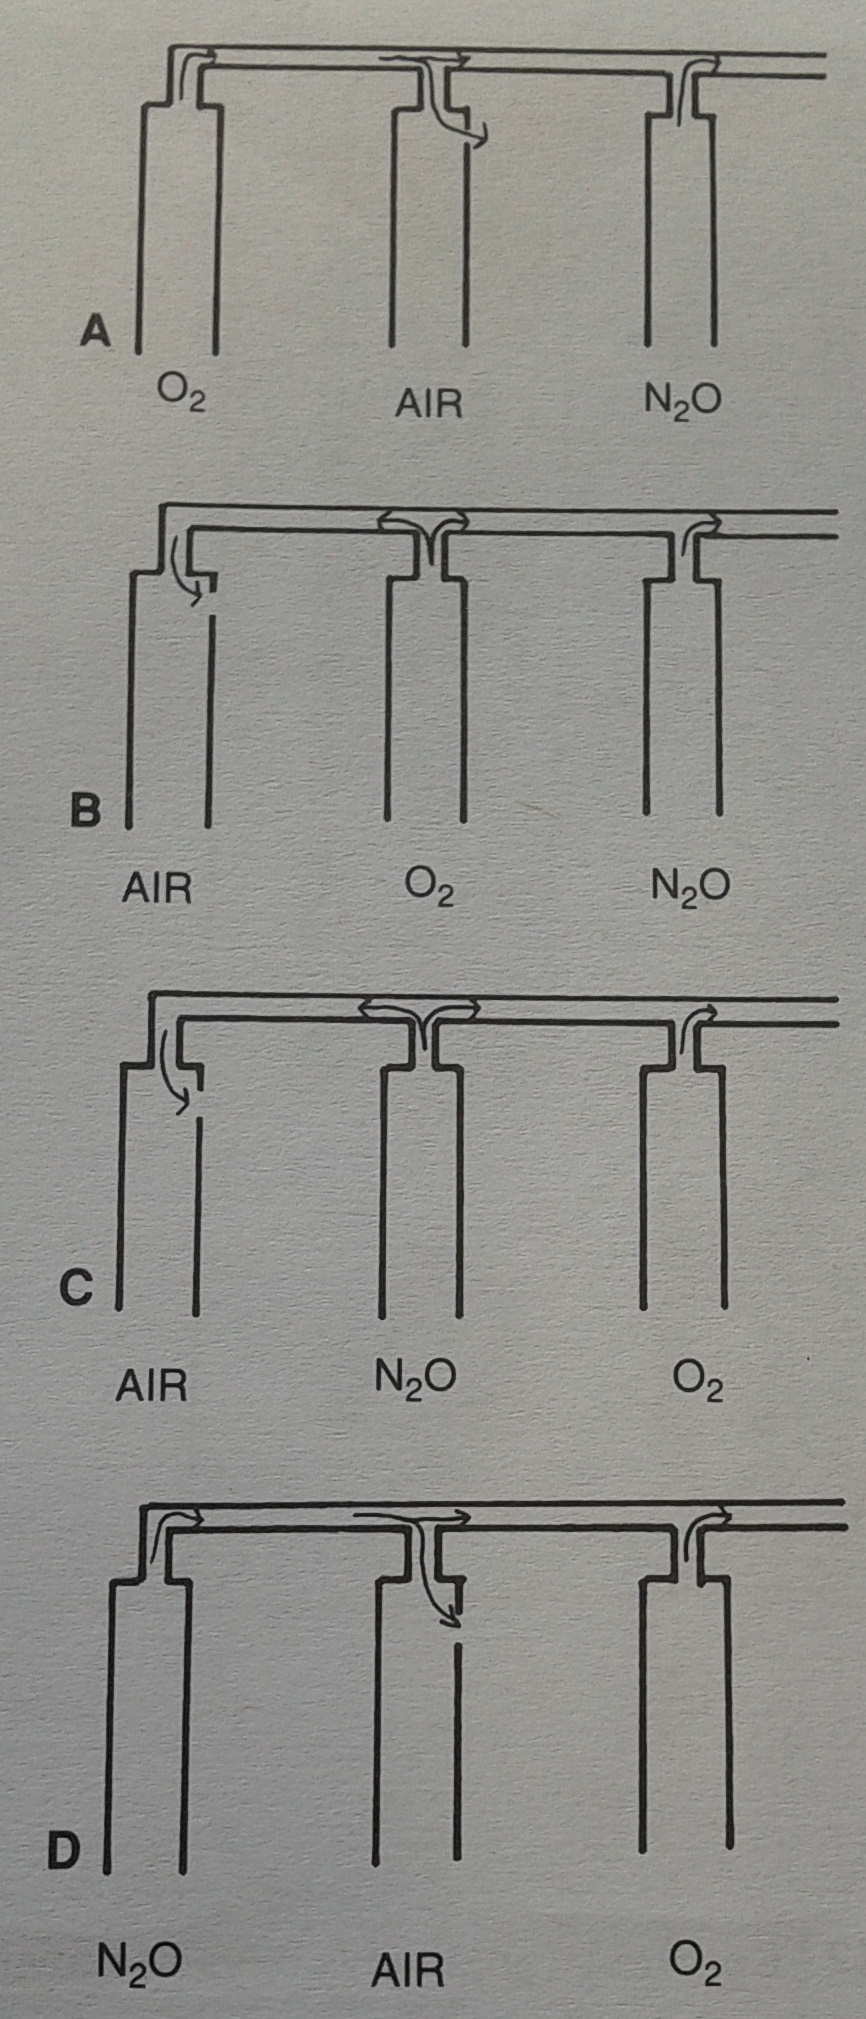 A
O₂ AIR N₂O
B
AIR O₂ N₂O
C
AIR N₂O O₂
D
N₂O AIR O₂